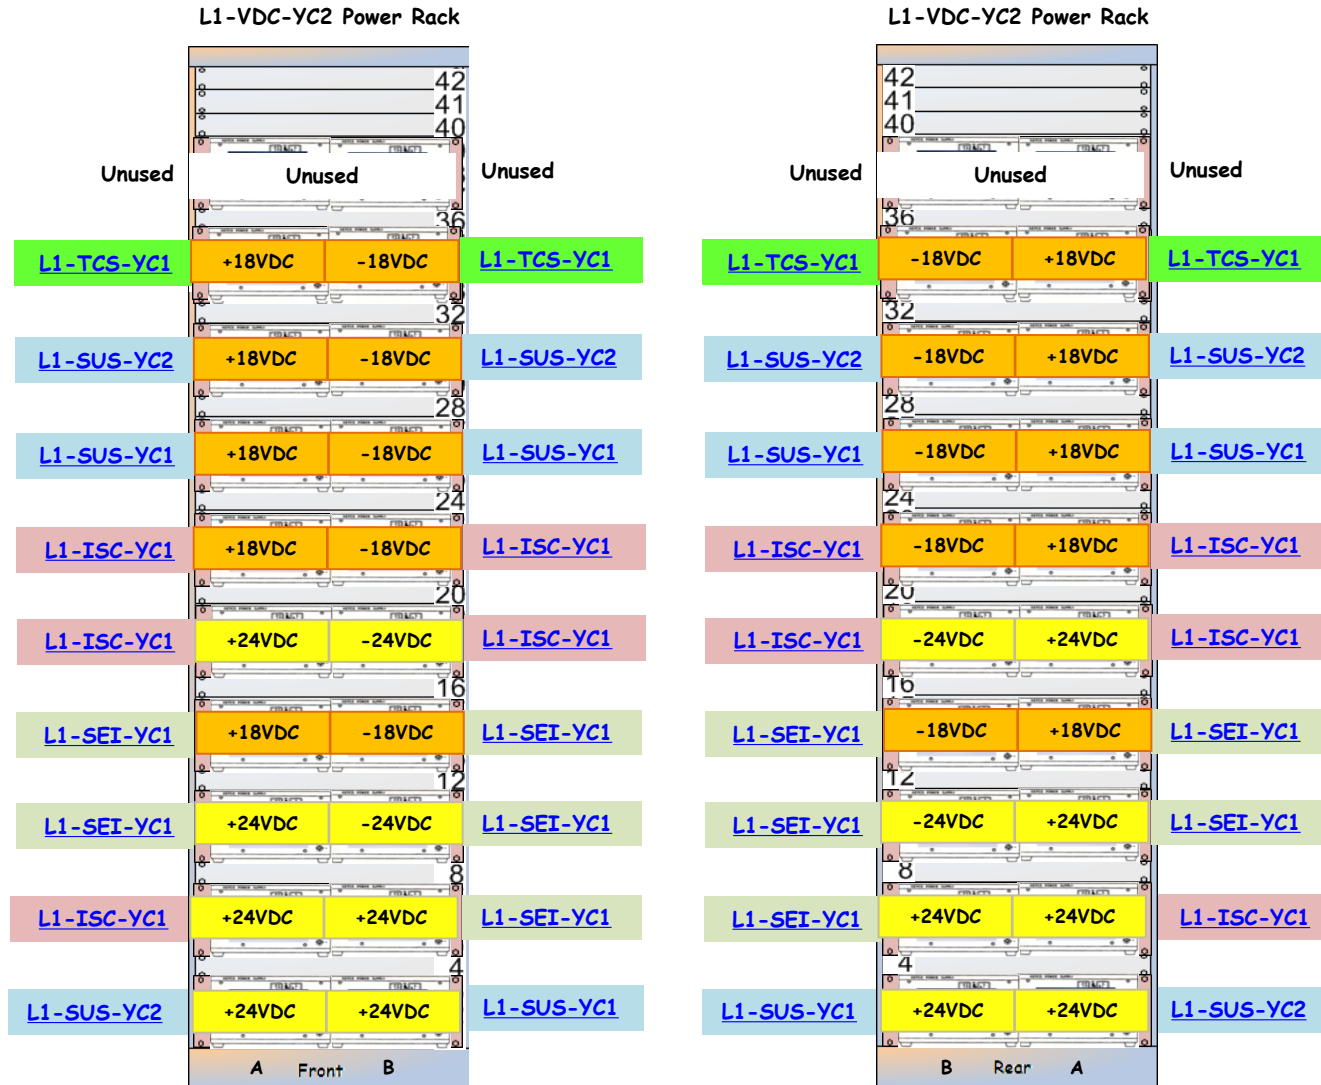 L1-VDC-YC2 Power Rack
42
41
40
Unused Unused Unused
36
L1-TCS-YC1 +18VDC -18VDC L1-TCS-YC1
32
L1-SUS-YC2 +18VDC -18VDC L1-SUS-YC2
28
L1-SUS-YC1 +18VDC -18VDC L1-SUS-YC1
24
L1-ISC-YC1 +18VDC -18VDC L1-ISC-YC1
20
L1-ISC-YC1 +24VDC -24VDC L1-ISC-YC1
16
L1-SEI-YC1 +18VDC -18VDC L1-SEI-YC1
12
L1-SEI-YC1 +24VDC -24VDC L1-SEI-YC1
8
L1-ISC-YC1 +24VDC +24VDC L1-SEI-YC1
4
L1-SUS-YC2 +24VDC +24VDC L1-SUS-YC1
A Front B
L1-VDC-YC2 Power Rack
42
41
40
Unused Unused Unused
36
L1-TCS-YC1 -18VDC +18VDC L1-TCS-YC1
32
L1-SUS-YC2 -18VDC +18VDC L1-SUS-YC2
28
L1-SUS-YC1 -18VDC +18VDC L1-SUS-YC1
24
L1-ISC-YC1 -18VDC +18VDC L1-ISC-YC1
20
L1-ISC-YC1 -24VDC +24VDC L1-ISC-YC1
16
L1-SEI-YC1 -18VDC +18VDC L1-SEI-YC1
12
L1-SEI-YC1 -24VDC +24VDC L1-SEI-YC1
8
L1-SEI-YC1 +24VDC +24VDC L1-ISC-YC1
4
L1-SUS-YC1 +24VDC +24VDC L1-SUS-YC2
B Rear A